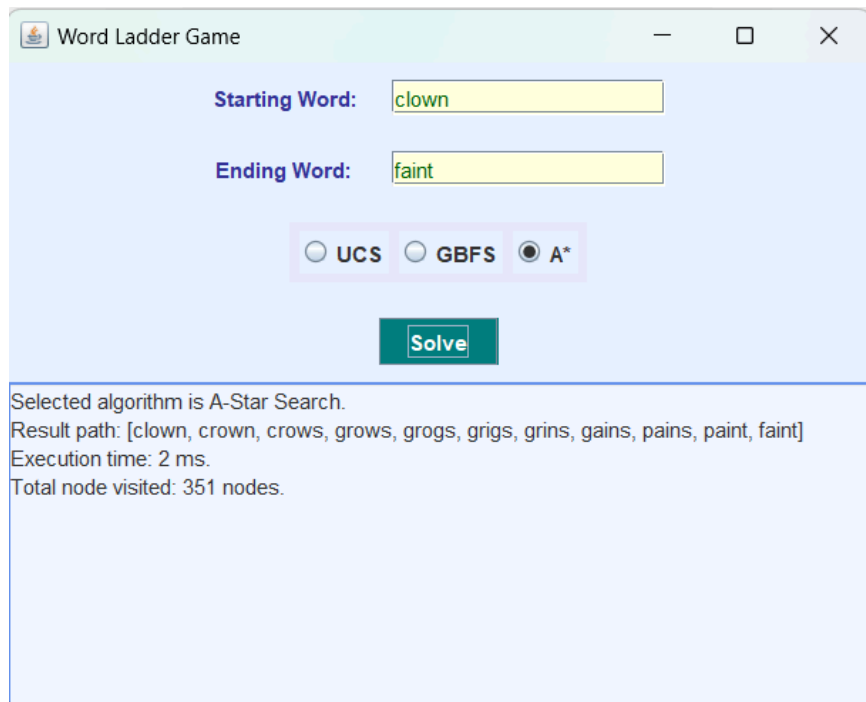 Word Ladder Game
Starting Word: clown
Ending Word: faint
UCS GBFS A*
Solve
Selected algorithm is A-Star Search.
Result path: [clown, crown, crows, grows, grogs, grigs, grins, gains, pains, paint, faint]
Execution time: 2 ms.
Total node visited: 351 nodes.